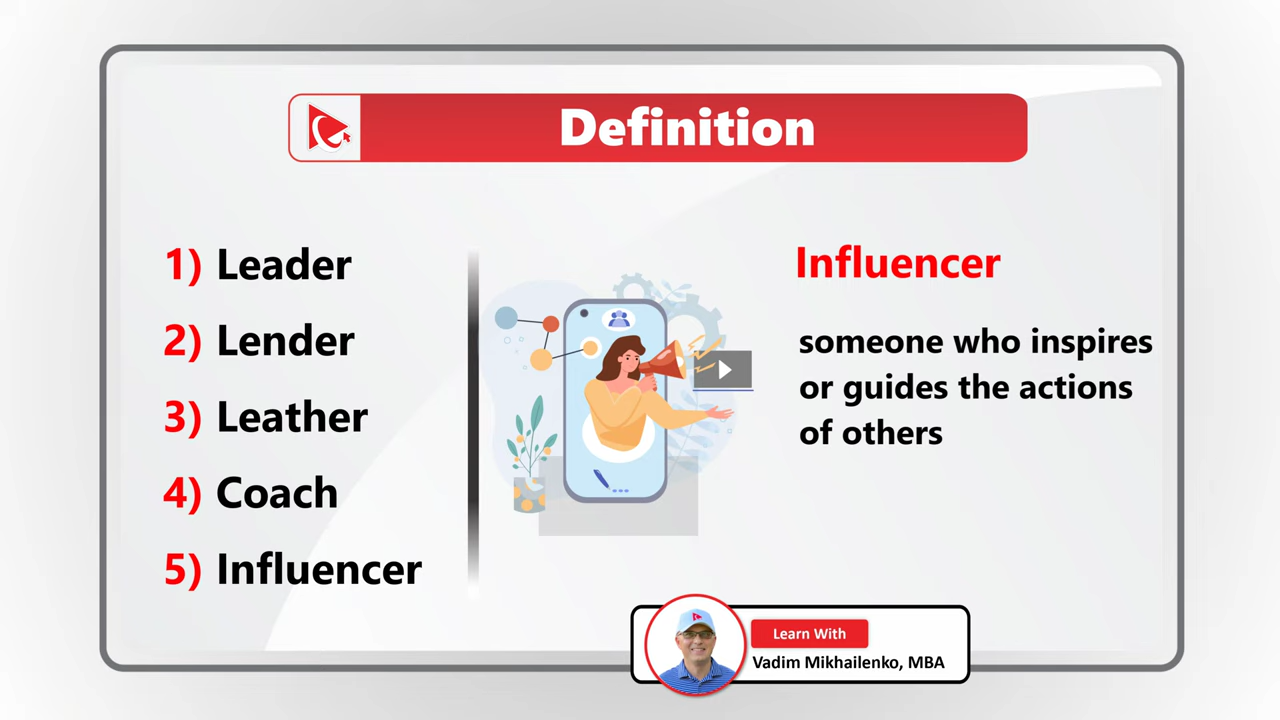 Definition
1) Leader
2) Lender
3) Leather
4) Coach
5) Influencer
Influencer
someone who inspires
or guides the actions
of others
Learn With
Vadim Mikhailenko, MBA